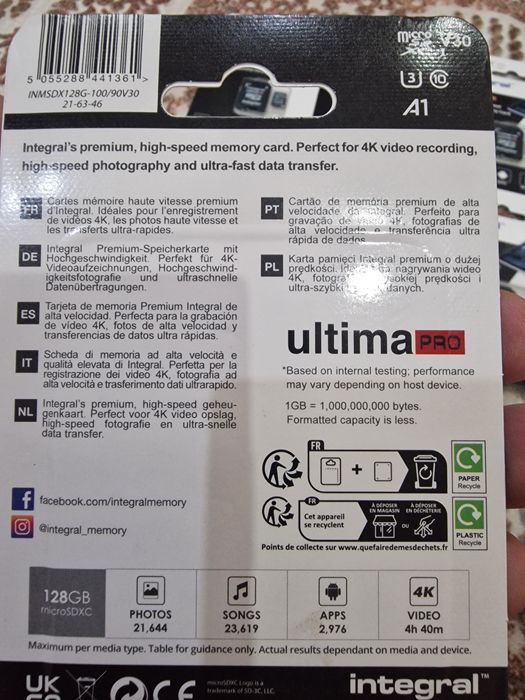 5 055288 441361 >
INMSDX128G-100/90V30
21-63-46
micro V30
3 10
A1
Integral's premium, high-speed memory card. Perfect for 4K video recording,
high-speed photography and ultra-fast data transfer.
FR Cartes mémoire haute vitesse premium
d'Integral. Idéales pour l'enregistrement
de vidéos 4K, les photos haute vitesse et
les transferts ultra-rapides.
DE Integral Premium-Speicherkarte mit
Hochgeschwindigkeit. Perfekt für 4K-
Videoaufzeichnungen, Hochgeschwind-
igkeitsfotografie und ultraschnelle
Datenübertragungen.
ES Tarjeta de memoria Premium Integral de
alta velocidad. Perfecta para la grabación
de vídeo 4K, fotos de alta velocidad y
transferencias de datos ultra rápidas.
IT Scheda di memoria ad alta velocità e
qualità elevata di Integral. Perfetta per la
registrazione dei video 4K, fotografia ad
alta velocità e trasferimento dati ultrarapido.
NL Integral's premium, high-speed geheu-
genkaart. Perfect voor 4K video opslag,
high-speed fotografie en ultra-snelle
data transfer.
PT Cartão de memória premium de alta
velocidade da Integral. Perfeito para
gravação de vídeo 4K, fotografias de
alta velocidade e transferência ultra
rápida de dados.
PL Karta pamięci Integral premium o dużej
prędkości. nagrywania wideo
4K, prędkości i
danych.
ultima PRO
*Based on internal testing; performance
may vary depending on host device.
1GB = 1,000,000,000 bytes.
Formatted capacity is less.
FR
+
PAPER
Recycle
FR
Cet appareil
se recyclent
À DÉPOSER
EN MAGASIN
OU
À DÉPOSER
EN DÉCHÈTERIE
PLASTIC
Recycle
Points de collecte sur www.quefairedemesdechets.fr
facebook.com/integralmemory
@integral_memory
128GB
microSDXC
PHOTOS
21,644
SONGS
23,619
APPS
2,976
4K
VIDEO
4h 40m
Maximum per media type. Table for guidance only. Actual results dependant on media and device.
UK
CE
microSDXC Logo is a
trademark of SD-3C, LLC.
integral